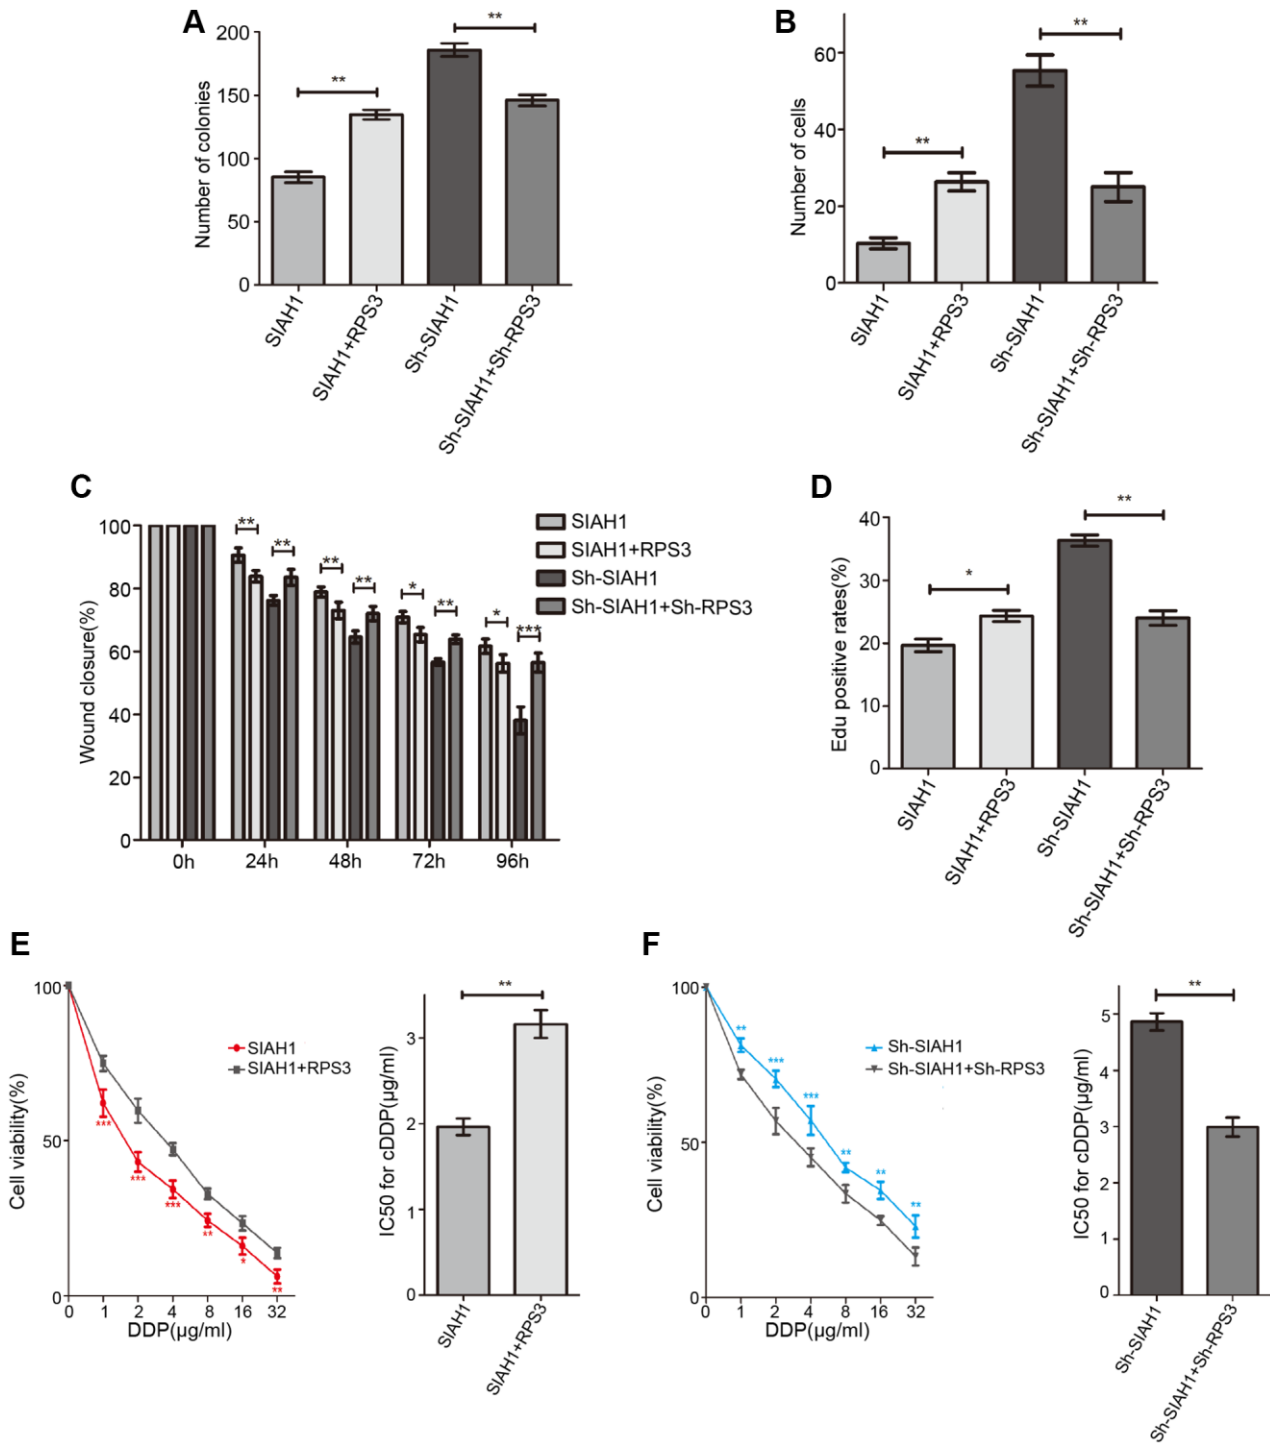 A
Number of colonies
200
150
100
50
0
**
**
SIAH1
SIAH1+RPS3
Sh-SIAH1
Sh-SIAH1+Sh-RPS3
B
Number of cells
60
40
20
0
**
**
SIAH1
SIAH1+RPS3
Sh-SIAH1
Sh-SIAH1+Sh-RPS3
C
Wound closure(%)
100
80
60
40
20
0
**
**
**
**
*
**
*
***
0h
24h
48h
72h
96h
SIAH1
SIAH1+RPS3
Sh-SIAH1
Sh-SIAH1+Sh-RPS3
D
Edu positive rates(%)
40
30
20
10
0
*
**
SIAH1
SIAH1+RPS3
Sh-SIAH1
Sh-SIAH1+Sh-RPS3
E
Cell viability(%)
100
50
0
***
***
***
**
*
**
0 1 2 4 8 16 32
DDP(μg/ml)
SIAH1
SIAH1+RPS3
IC50 for cDDP(μg/ml)
3
2
1
0
**
SIAH1
SIAH1+RPS3
F
Cell viability(%)
100
50
0
**
***
***
**
**
**
0 1 2 4 8 16 32
DDP(μg/ml)
Sh-SIAH1
Sh-SIAH1+Sh-RPS3
IC50 for cDDP(μg/ml)
5
4
3
2
1
0
**
Sh-SIAH1
Sh-SIAH1+Sh-RPS3